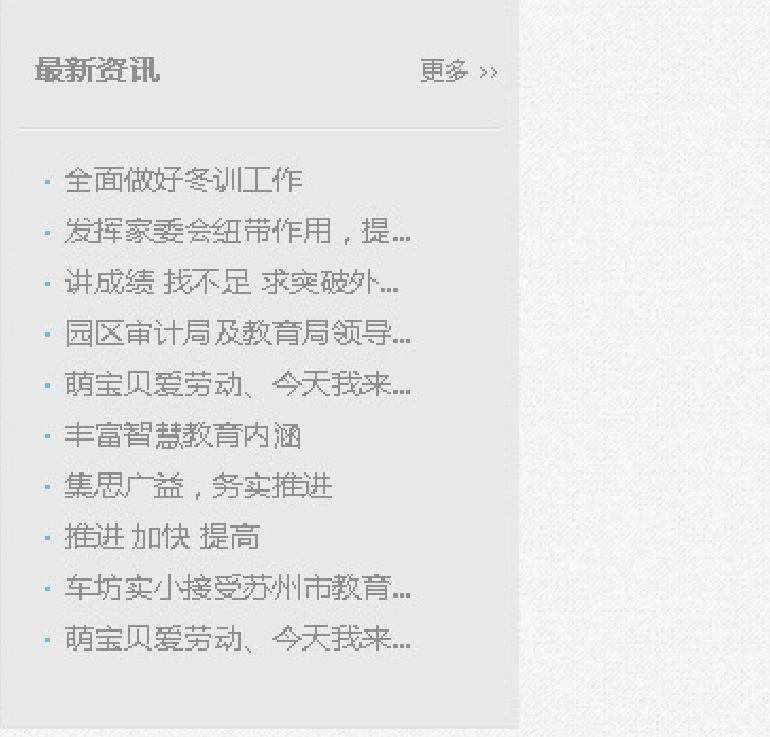 最新资讯 更多 >>
全面做好冬训工作
发挥家委会纽带作用，提...
讲成绩 找不足 求突破外...
园区审计局及教育局领导...
萌宝贝爱劳动、今天我来...
丰富智慧教育内涵
集思广益，务实推进
推进 加快 提高
车坊实小接受苏州市教育...
萌宝贝爱劳动、今天我来...